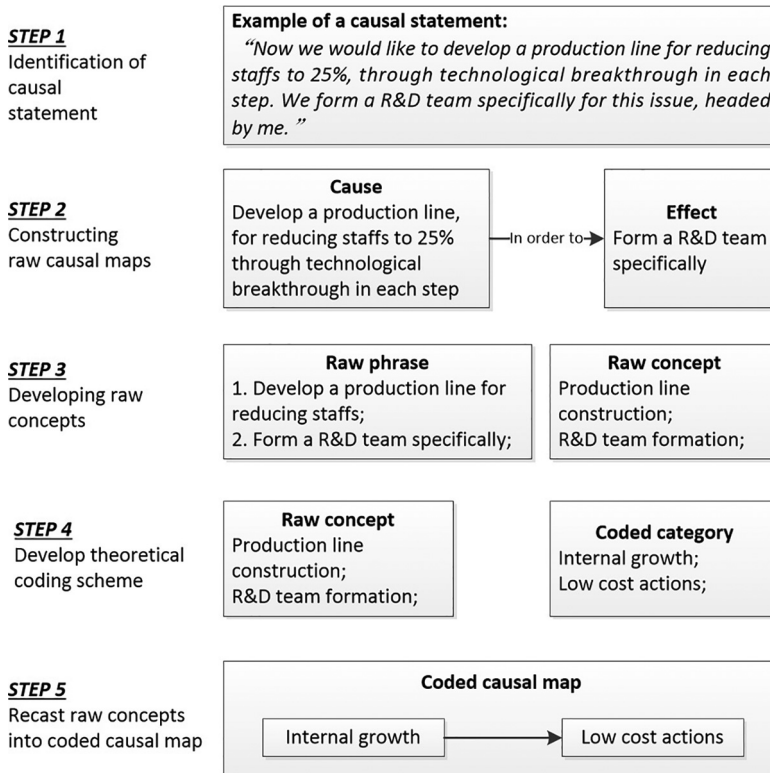 STEP 1
Identification of
causal
statement
Example of a causal statement:
“Now we would like to develop a production line for reducing
staffs to 25%, through technological breakthrough in each
step. We form a R&D team specifically for this issue, headed
by me. ”
STEP 2
Constructing
raw causal maps
Cause
Develop a production line,
for reducing staffs to 25%
through technological
breakthrough in each step
In order to
Effect
Form a R&D team
specifically
STEP 3
Developing raw
concepts
Raw phrase
1. Develop a production line for
reducing staffs;
2. Form a R&D team specifically;
Raw concept
Production line
construction;
R&D team formation;
STEP 4
Develop theoretical
coding scheme
Raw concept
Production line
construction;
R&D team formation;
Coded category
Internal growth;
Low cost actions;
STEP 5
Recast raw concepts
into coded causal map
Coded causal map
Internal growth
Low cost actions